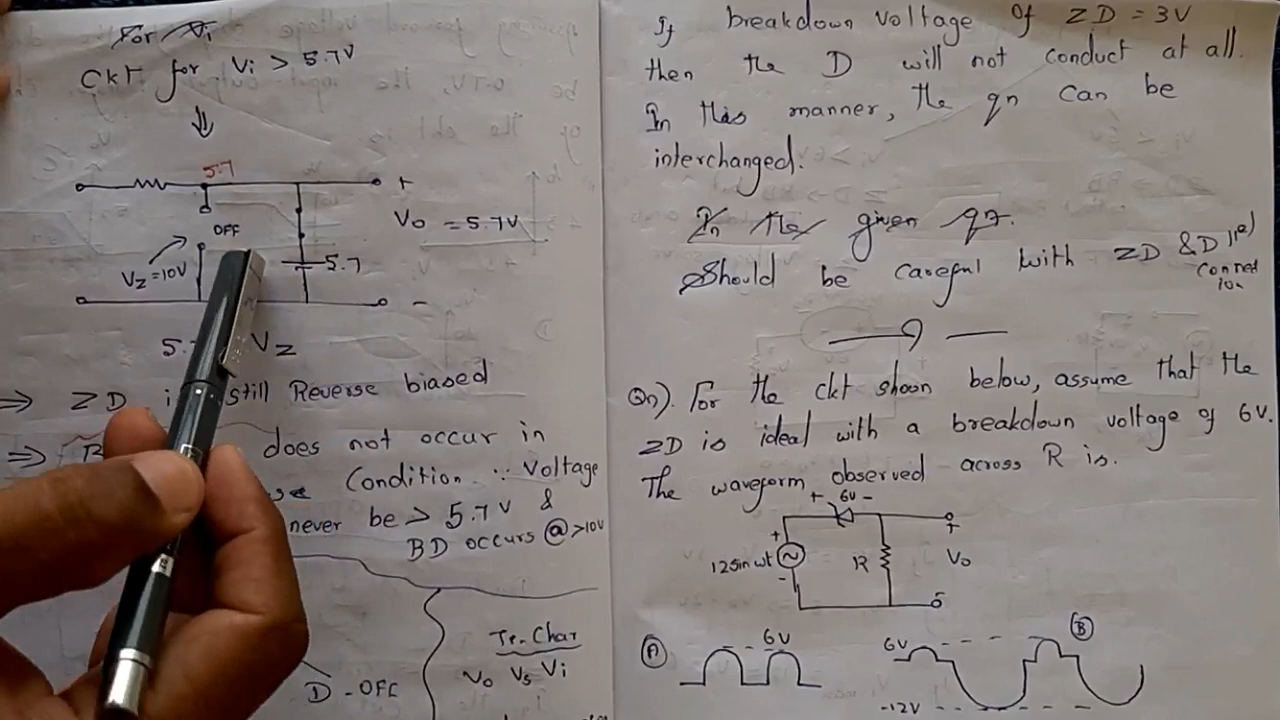 For Vi
Ckt for Vi > 5.7V
5.7
+
Vo = 5.7V
OFF
Vz=10V
5.7
-
Vz
⇒ ZD still Reverse biased
⇒ does not occur in
Condition ∵ Voltage
never be > 5.7V &
BD occurs @ >10V
Tr. Char
Vo Vs Vi
D - OFF
If breakdown voltage of ZD = 3V
then the D will not conduct at all.
In this manner, the qn can be
interchanged.
In the given qn.
Should be careful with ZD & D ||el
connection
Qn). For the ckt shown below, assume that the
ZD is ideal with a breakdown voltage of 6V.
The waveform observed across R is.
+ 6V -
+
12sinωt
-
R
+
Vo
-
A 6V
6V B
-12V